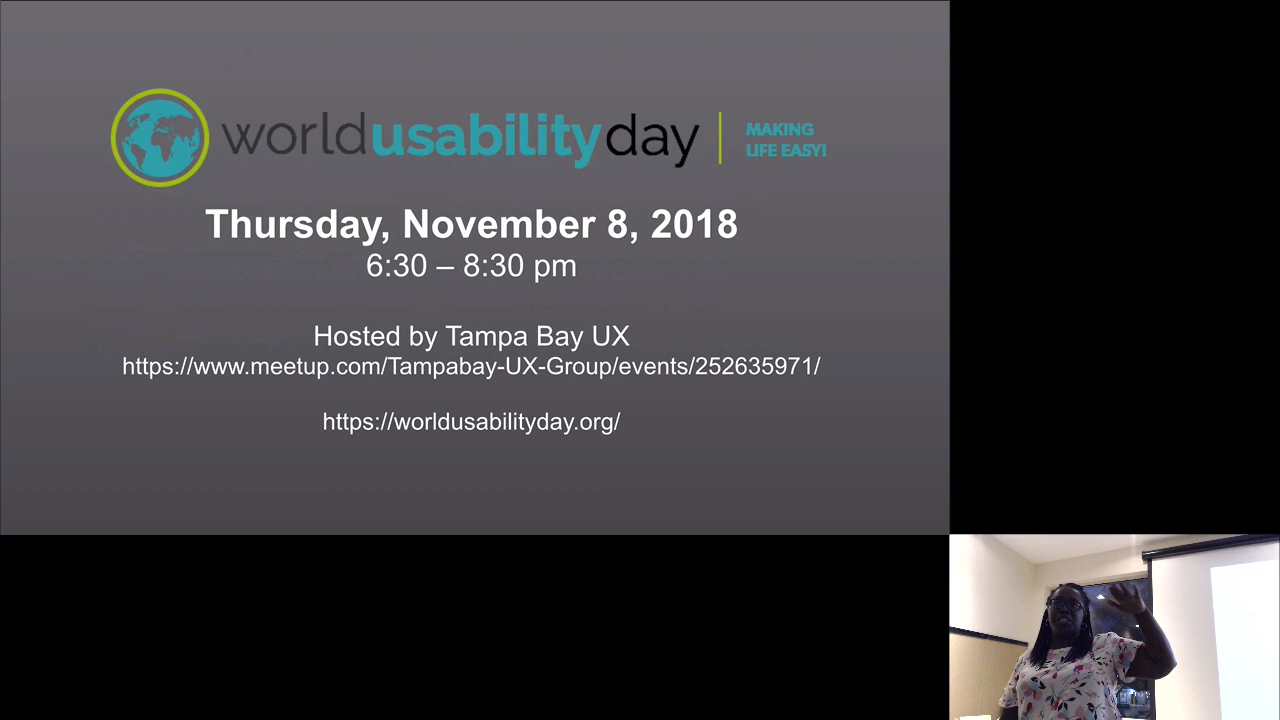 worldusabilityday
MAKING
LIFE EASY!
Thursday, November 8, 2018
6:30 – 8:30 pm
Hosted by Tampa Bay UX
https://www.meetup.com/Tampabay-UX-Group/events/252635971/
https://worldusabilityday.org/